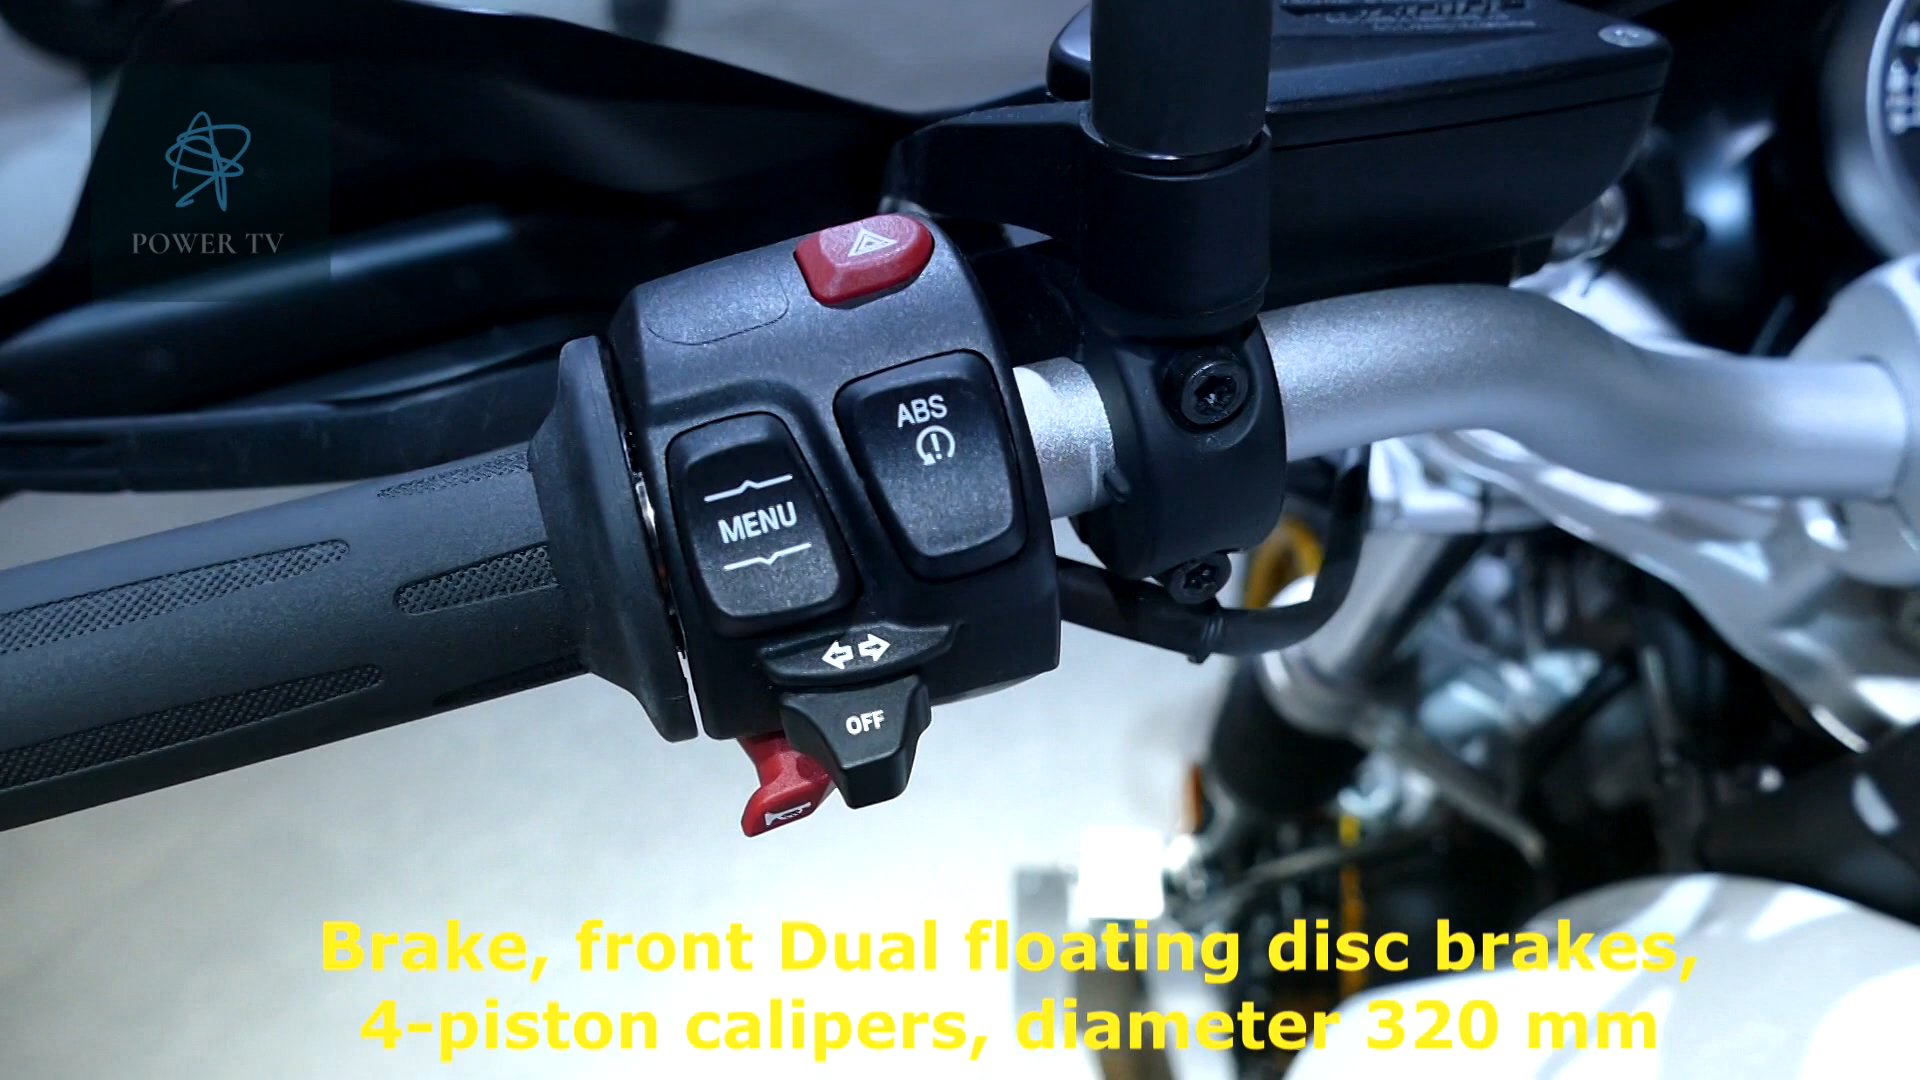 POWER TV
ABS
MENU
OFF
Brake, front Dual floating disc brakes,
4-piston calipers, diameter 320 mm